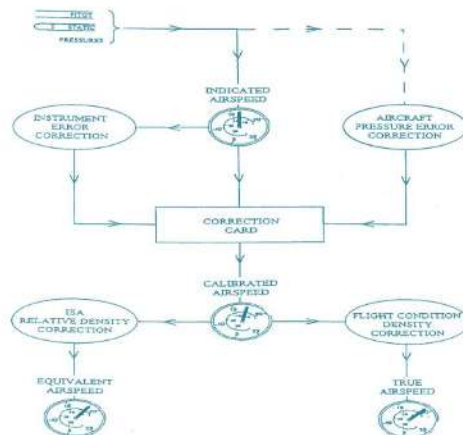 PITOT
STATIC
PRESSURES
INDICATED
AIRSPEED
INSTRUMENT
ERROR
CORRECTION
AIRCRAFT
PRESSURE ERROR
CORRECTION
CORRECTION
CARD
CALIBRATED
AIRSPEED
ISA
RELATIVE DENSITY
CORRECTION
FLIGHT CONDITION
DENSITY
CORRECTION
EQUIVALENT
AIRSPEED
TRUE
AIRSPEED